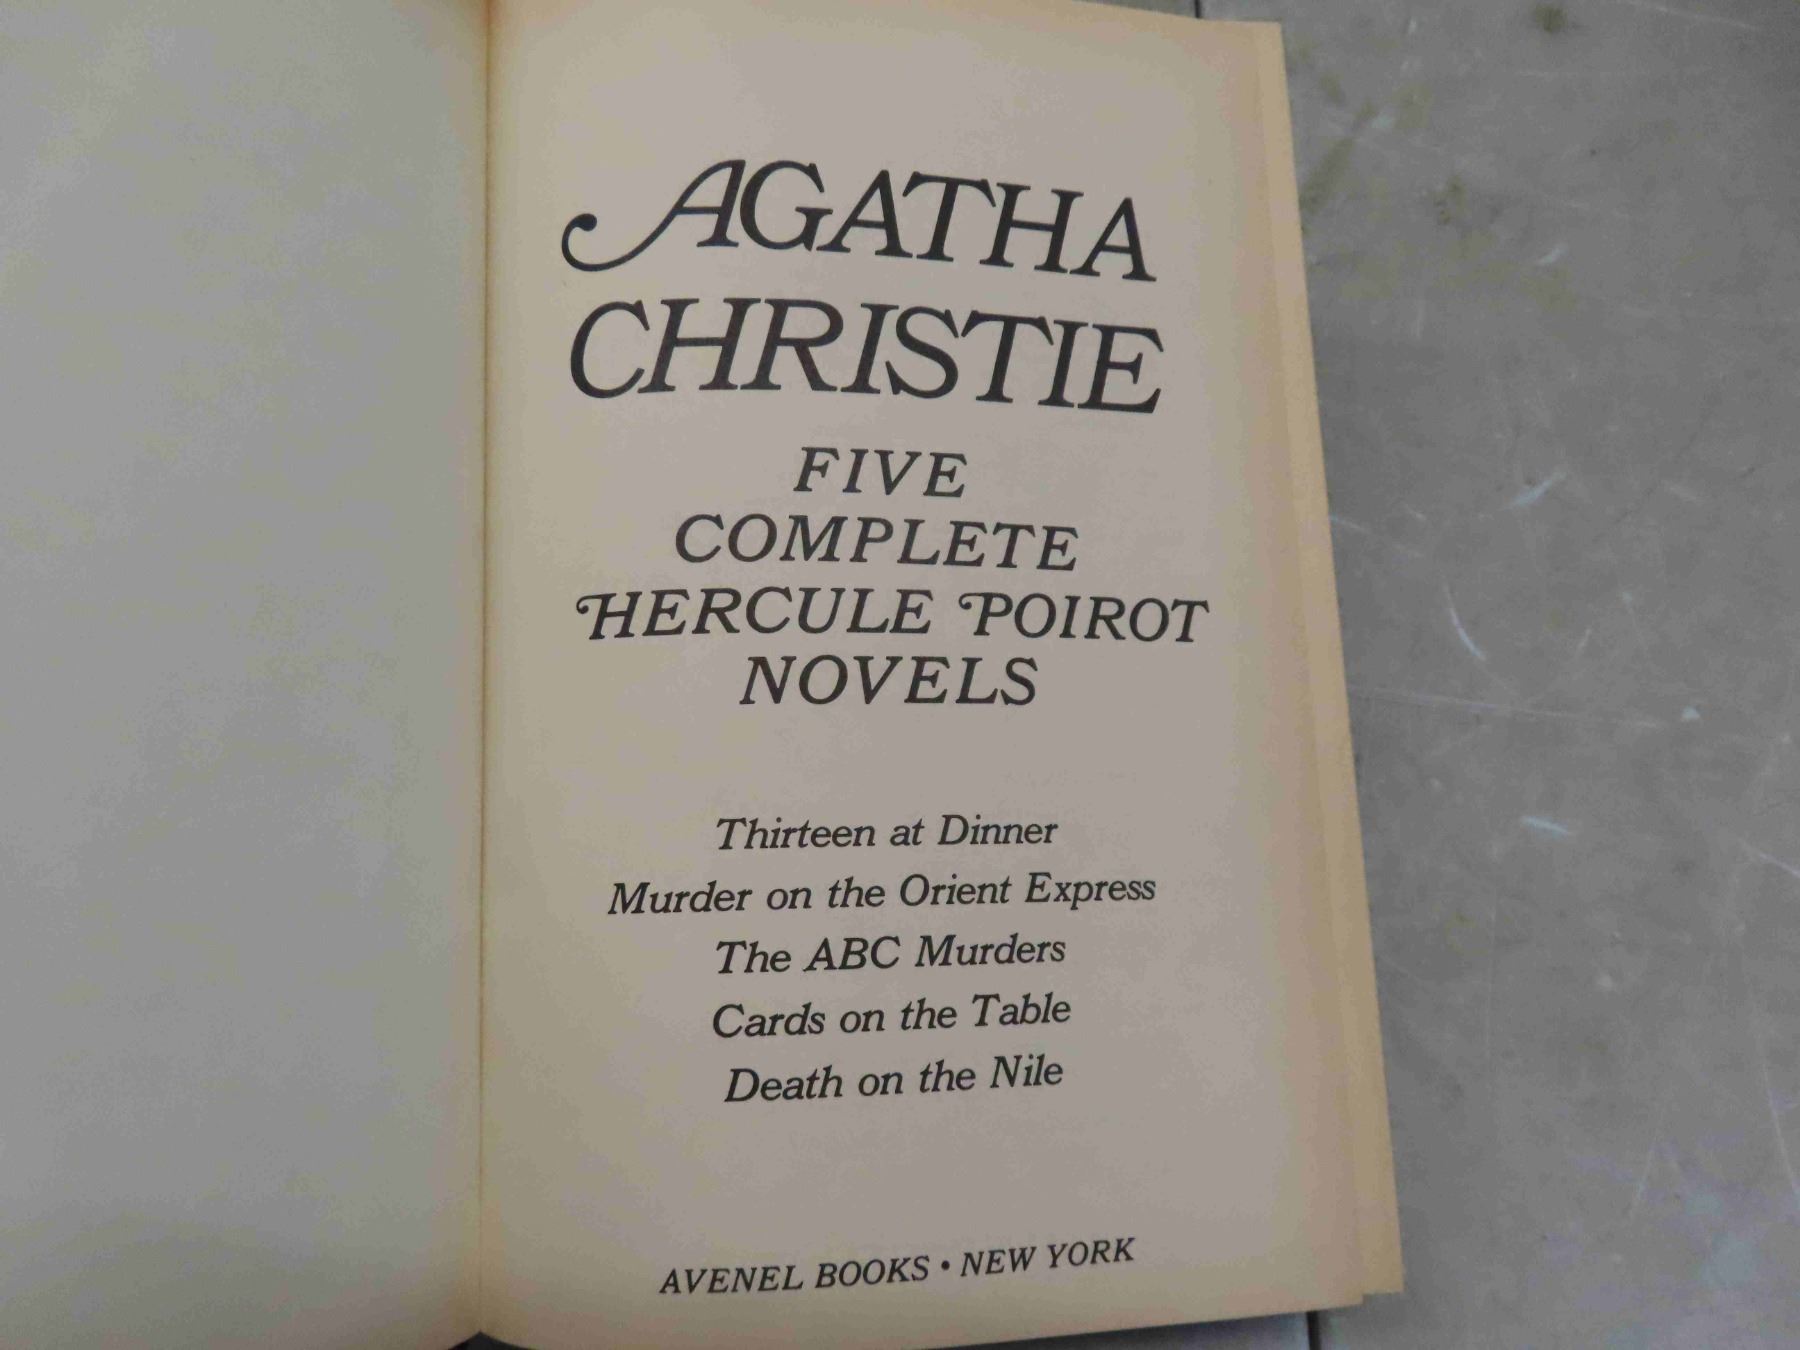 AGATHA
CHRISTIE
FIVE
COMPLETE
HERCULE POIROT
NOVELS
Thirteen at Dinner
Murder on the Orient Express
The ABC Murders
Cards on the Table
Death on the Nile
AVENEL BOOKS • NEW YORK